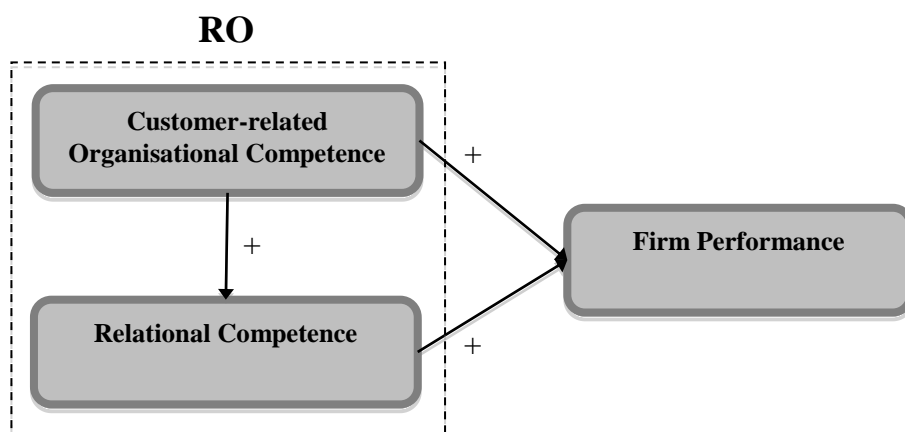 RO
Customer-related
Organisational Competence
+
+
Firm Performance
Relational Competence
+